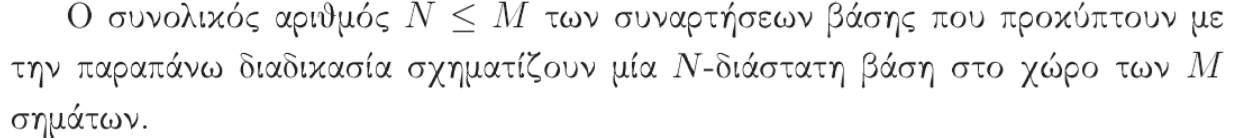 Ο συνολικός αριθμός N ≤ M των συναρτήσεων βάσης που προκύπτουν με
την παραπάνω διαδικασία σχηματίζουν μία N-διάστατη βάση στο χώρο των M
σημάτων.